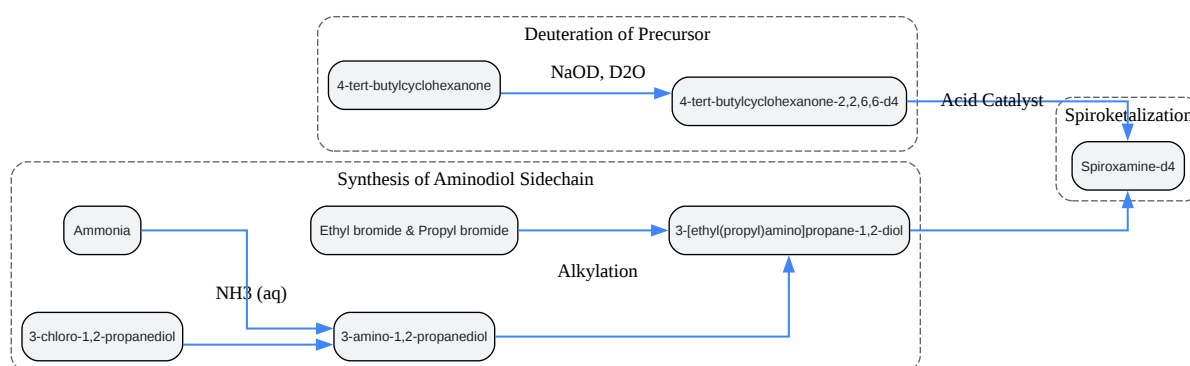 Deuteration of Precursor
4-tert-butylcyclohexanone
NaOD, D2O
4-tert-butylcyclohexanone-2,2,6,6-d4
Acid Catalyst
Spiroketalization
Spiroxamine-d4
Synthesis of Aminodiol Sidechain
Ammonia
Ethyl bromide & Propyl bromide
3-[ethyl(propyl)amino]propane-1,2-diol
Alkylation
NH3 (aq)
3-chloro-1,2-propanediol
3-amino-1,2-propanediol